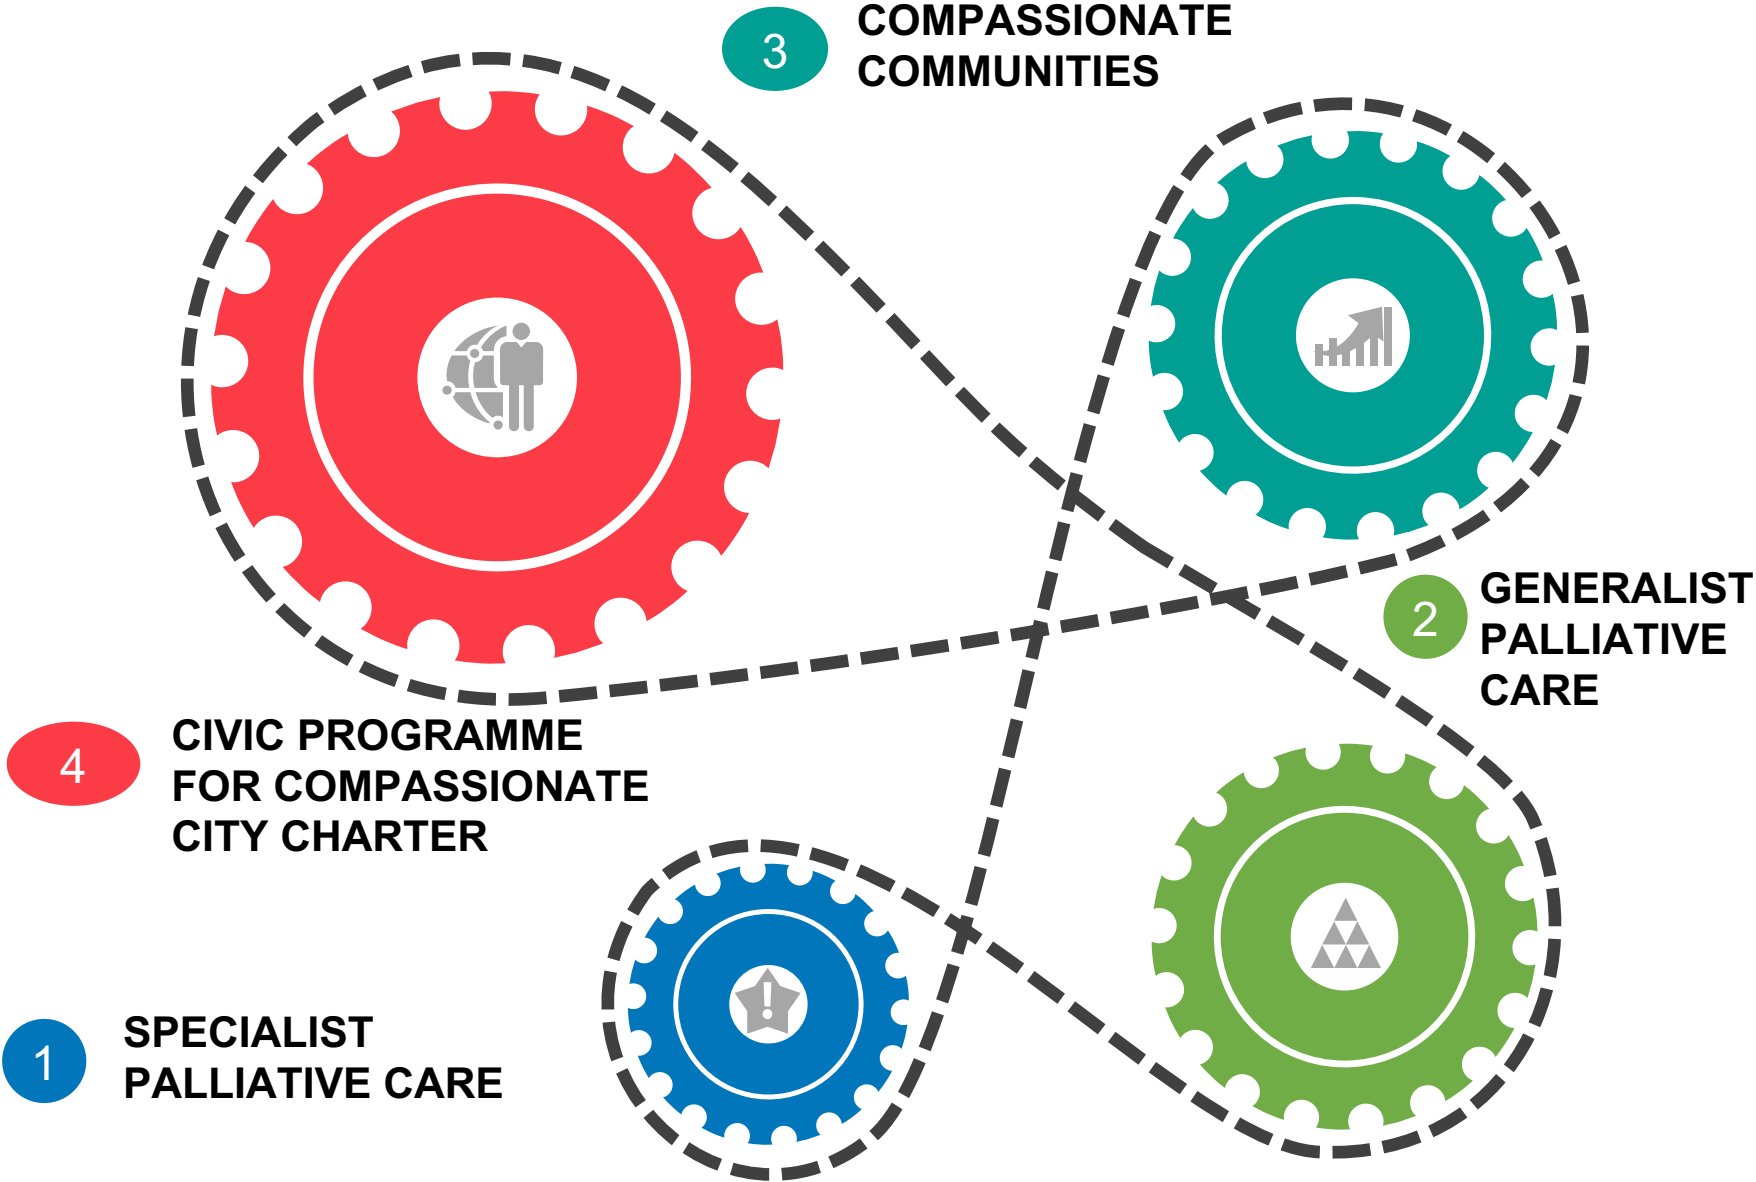 3
COMPASSIONATE
COMMUNITIES
2
GENERALIST
PALLIATIVE
CARE
4
CIVIC PROGRAMME
FOR COMPASSIONATE
CITY CHARTER
!
1
SPECIALIST
PALLIATIVE CARE